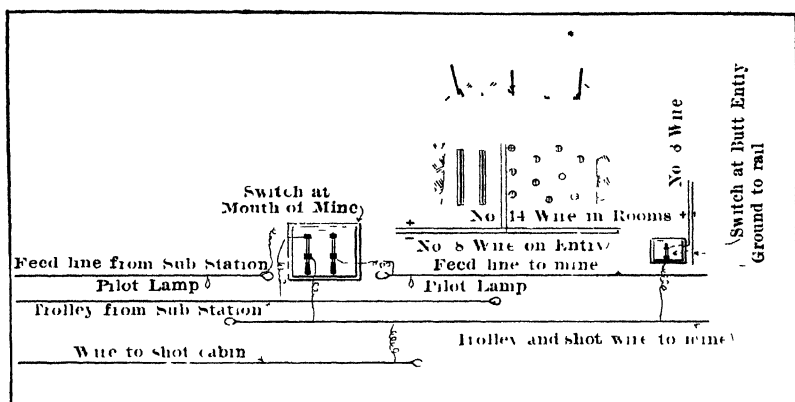 Switch at
Mouth of Mine
No 14 Wire in Rooms
No 8 Wire on Entry
Feed line from Sub Station
Feed line to mine
Pilot Lamp
Pilot Lamp
Trolley from Sub Station
Trolley and shot wire to mine
Wire to shot cabin
No 8 Wire
Switch at Butt Entry
Ground to rail